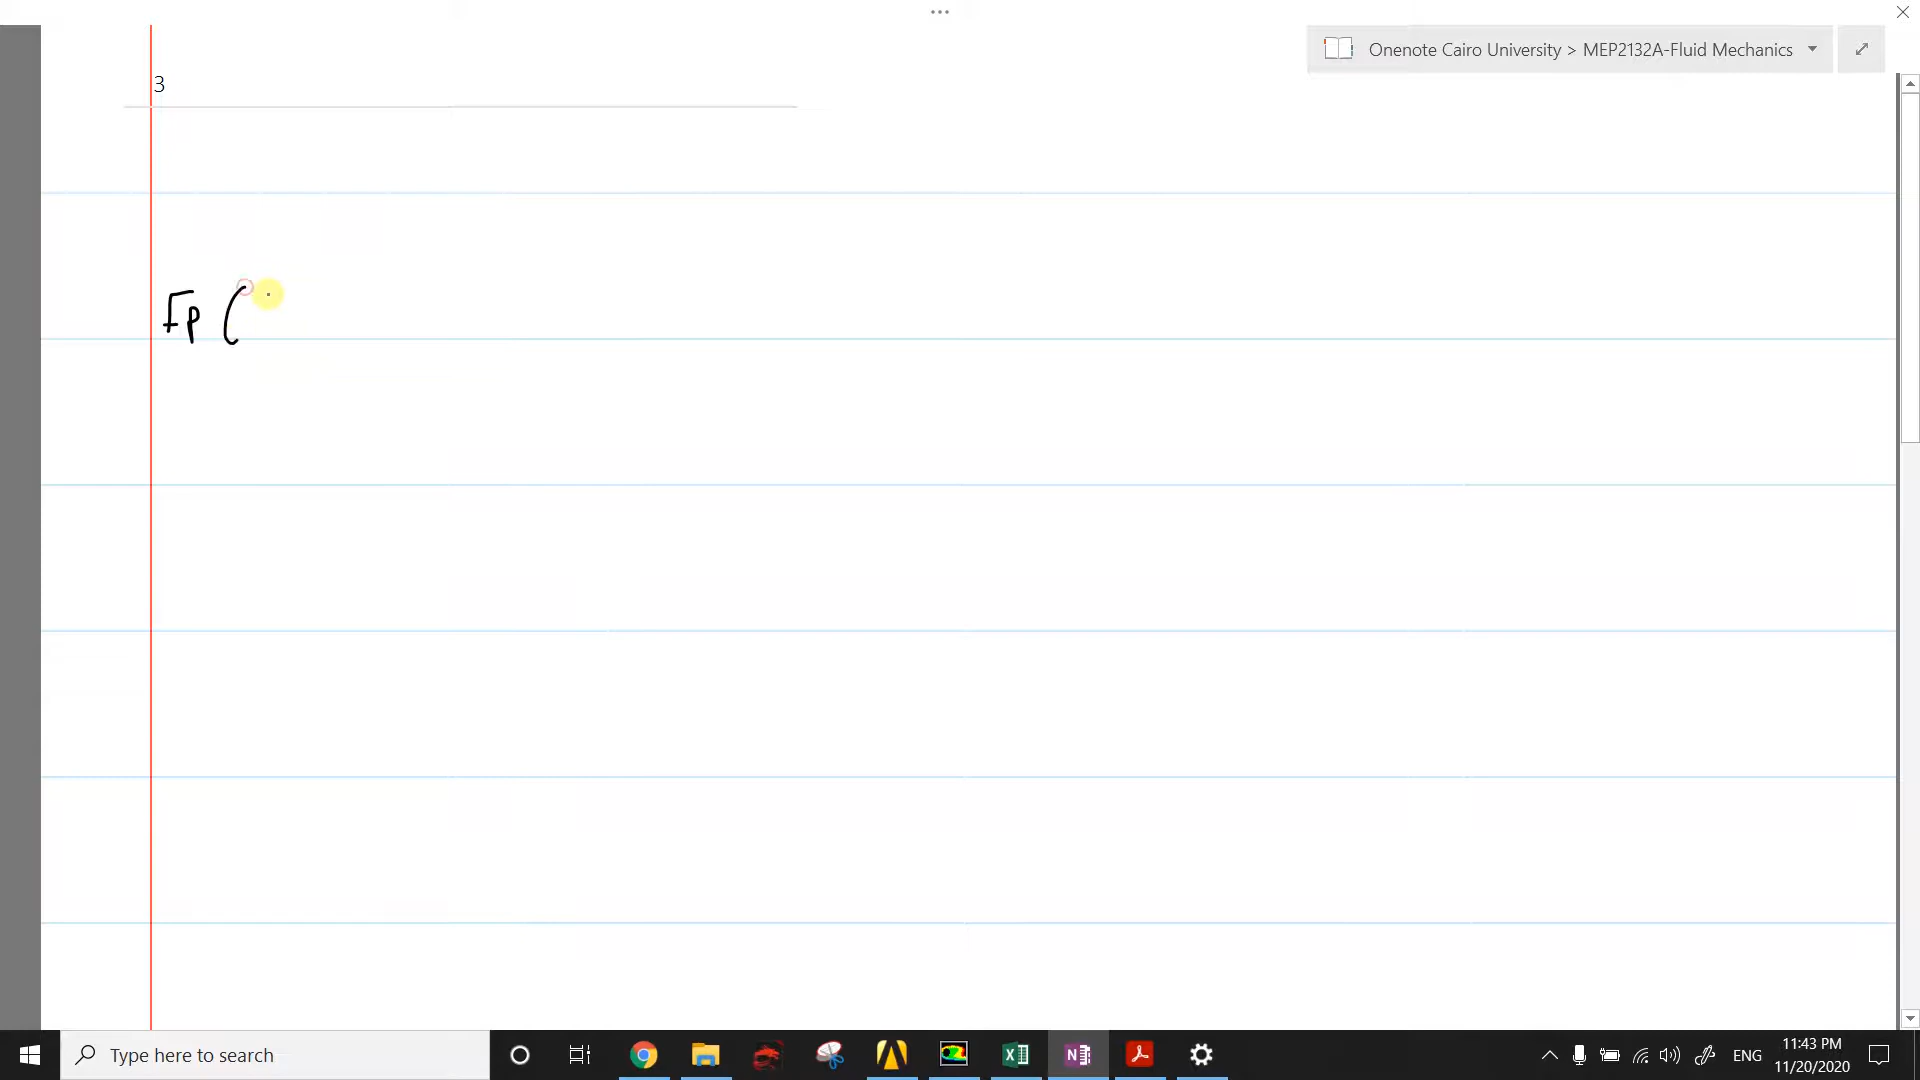 ...
Onenote Cairo University > MEP2132A-Fluid Mechanics
3
Fp (
Type here to search
ENG
11:43 PM
11/20/2020